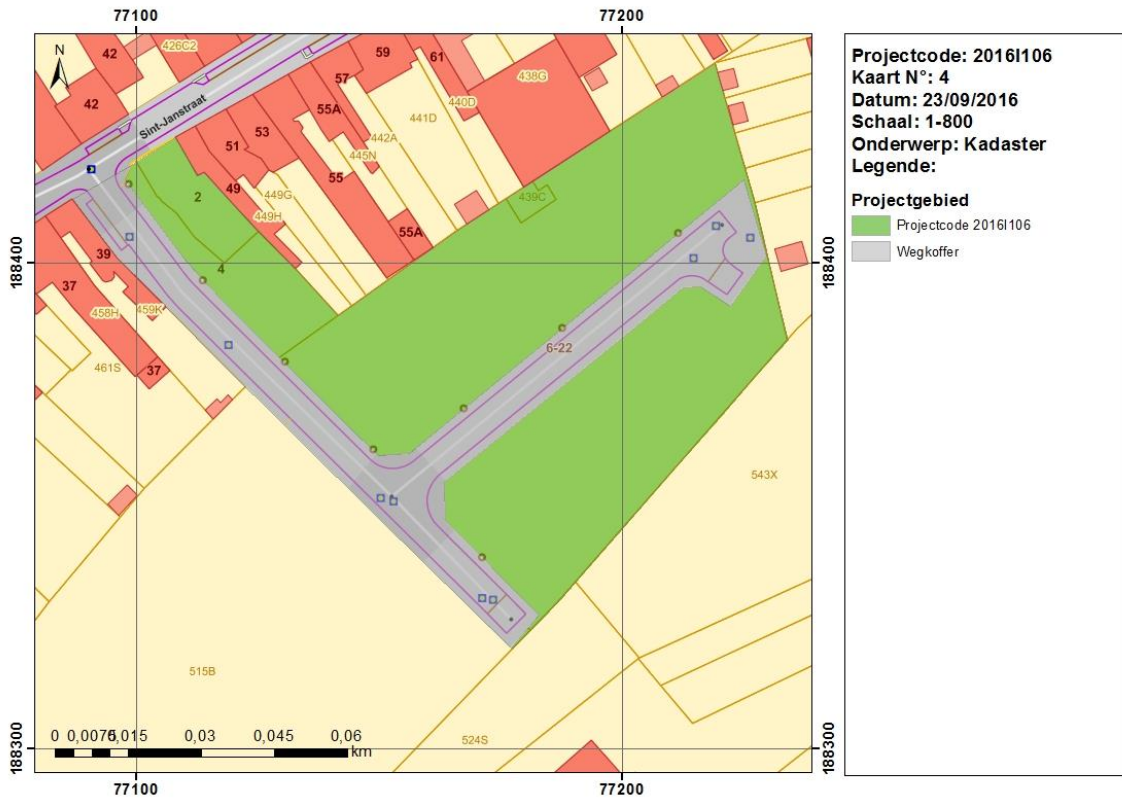 77100
77200
42
426C2
59
61
N
57
438G
42
55A
440D
Sint-Janstraat
441D
53
442A
51
445N
2
49
55
449G
439C
449H
55A
39
188400
188400
4
37
459K
458H
6-22
461S
37
543X
515B
524S
0 0,0075 0,015 0,03 0,045 0,06
km
188300
188300
77100
77200
Projectcode: 2016I106
Kaart N°: 4
Datum: 23/09/2016
Schaal: 1-800
Onderwerp: Kadaster
Legende:
Projectgebied
Projectcode 2016I106
Wegkoffer